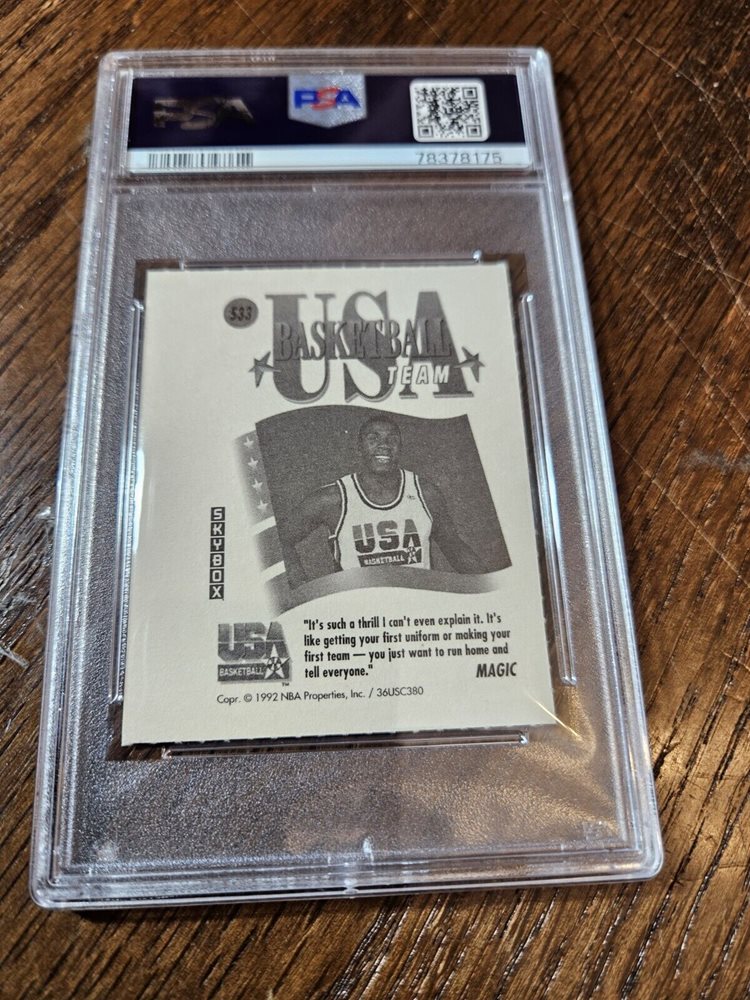 PSA
PSA
78378175
S33
USA
BASKETBALL
TEAM
USA
BASKETBALL
SKYBOX
USA
BASKETBALL
"It's such a thrill I can't even explain it. It's
like getting your first uniform or making your
first team — you just want to run home and
tell everyone."
MAGIC
Copr. © 1992 NBA Properties, Inc. / 36USC380